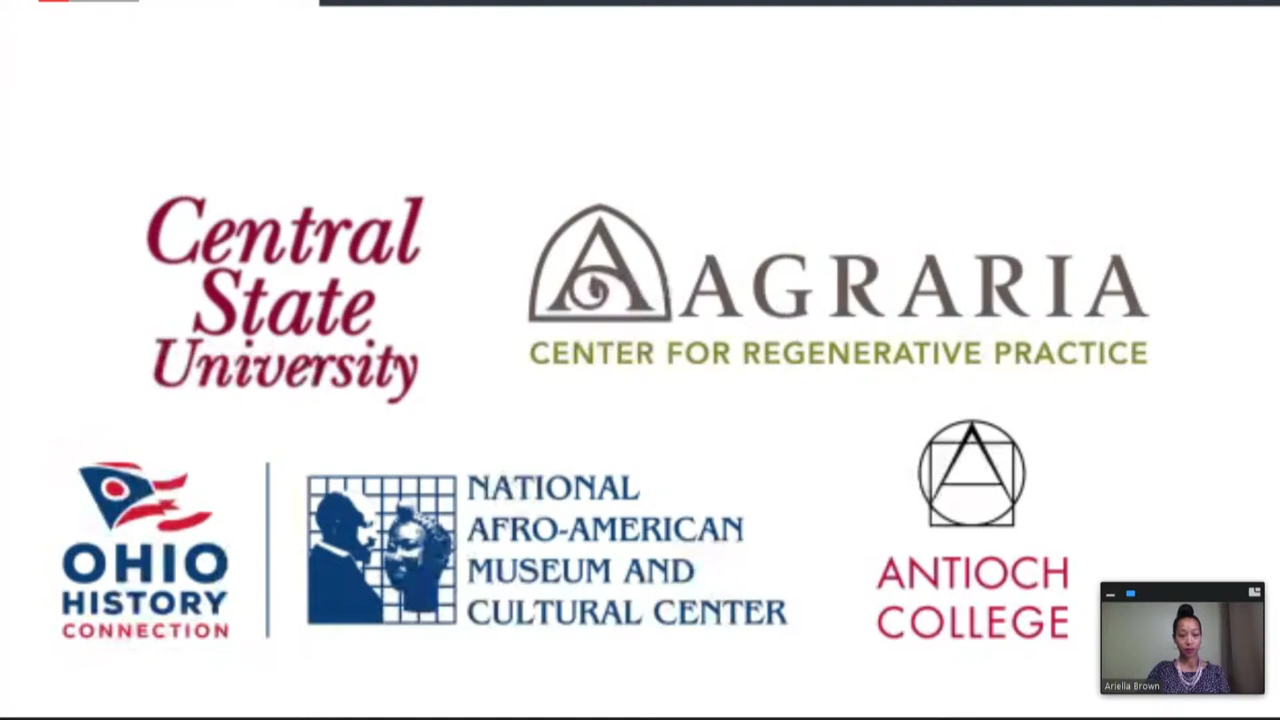 Central
State
University
AGRARIA
CENTER FOR REGENERATIVE PRACTICE
OHIO
HISTORY
CONNECTION
NATIONAL
AFRO-AMERICAN
MUSEUM AND
CULTURAL CENTER
ANTIOCH
COLLEGE
Ariella Brown